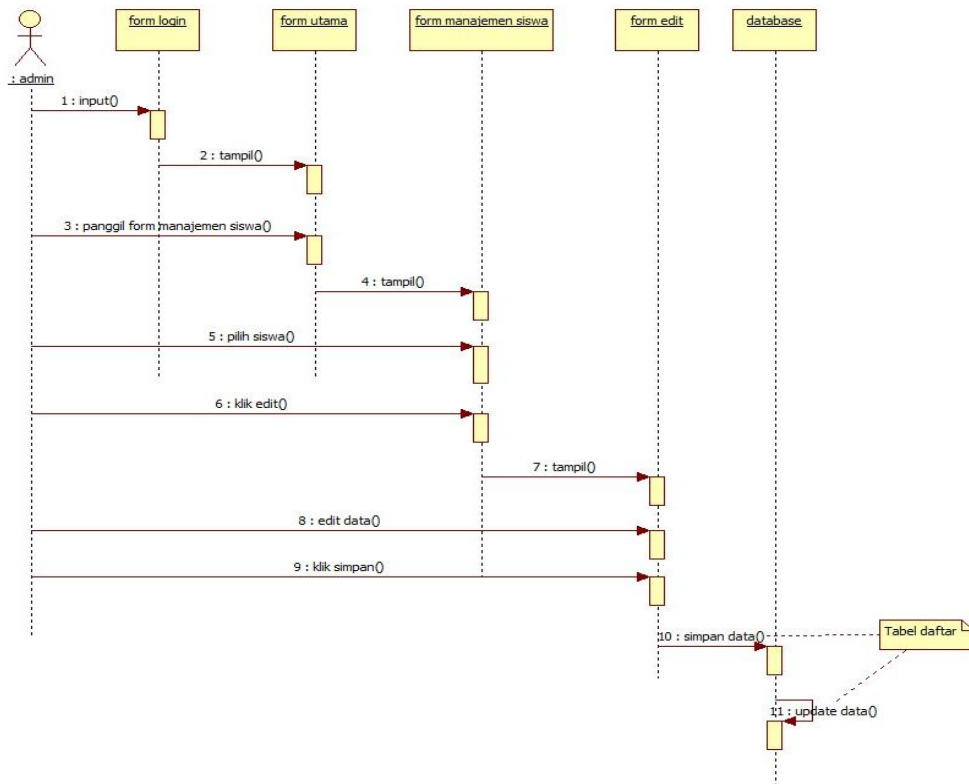 form login
form utama
form manajemen siswa
form edit
database
: admin
1 : input()
2 : tampil()
3 : panggil form manajemen siswa()
4 : tampil()
5 : pilih siswa()
6 : klik edit()
7 : tampil()
8 : edit data()
9 : klik simpan()
Tabel daftar
10 : simpan data()
11 : update data()